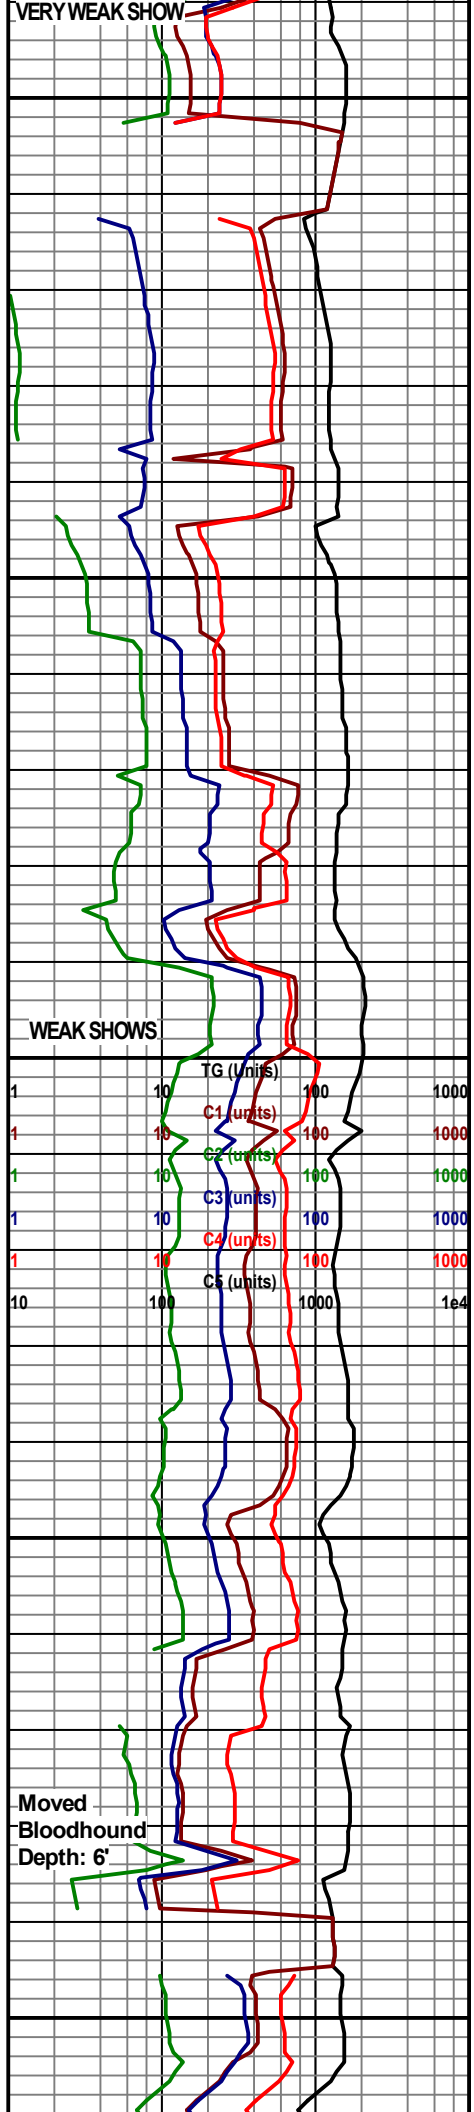 VERY WEAK SHOW
WEAK SHOWS
TG (Units)
1 10 100 1000
C1 (units)
1 10 100 1000
C2 (units)
1 10 100 1000
C3 (units)
1 10 100 1000
C4 (units)
1 10 100 1000
C5 (units)
10 100 1000 1e4
Moved
Bloodhound
Depth: 6'